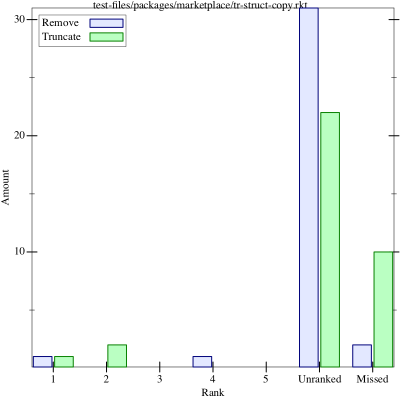 test-files/packages/marketplace/tr-struct-copy.rkt
30
Remove
Truncate
20
Amount
10
1 2 3 4 5 Unranked Missed
Rank